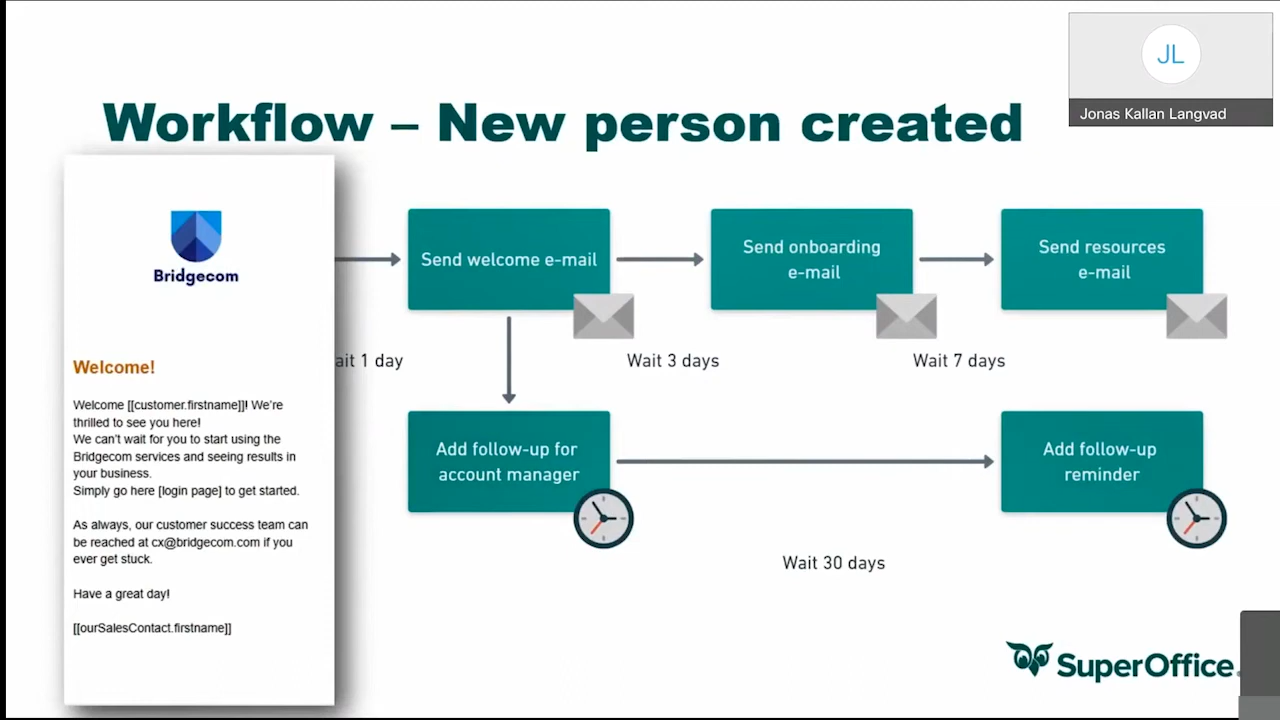 JL
Jonas Kallan Langvad
Workflow – New person created
Bridgecom
Welcome!
Welcome [[customer.firstname]]! We're
thrilled to see you here!
We can't wait for you to start using the
Bridgecom services and seeing results in
your business.
Simply go here [login page] to get started.
As always, our customer success team can
be reached at cx@bridgecom.com if you
ever get stuck.
Have a great day!
[[ourSalesContact.firstname]]
Send welcome e-mail
Send onboarding
e-mail
Send resources
e-mail
ait 1 day
Wait 3 days
Wait 7 days
Add follow-up for
account manager
Add follow-up
reminder
Wait 30 days
SuperOffice